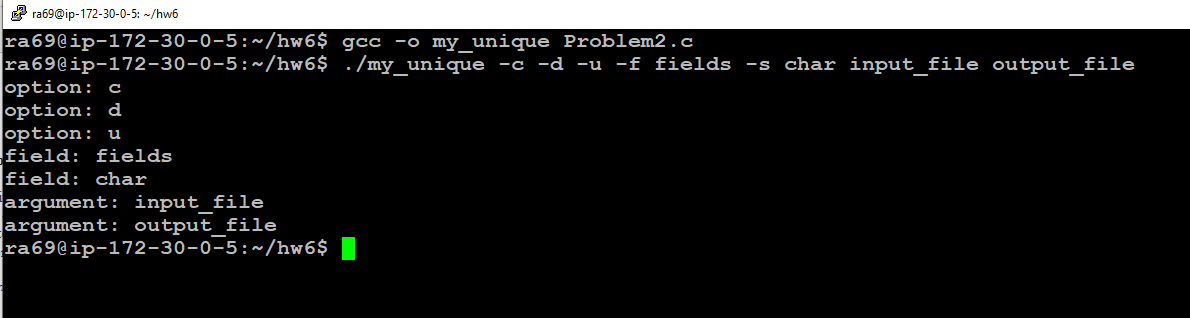 ra69@ip-172-30-0-5: ~/hw6
ra69@ip-172-30-0-5:~/hw6$ gcc -o my_unique Problem2.c
ra69@ip-172-30-0-5:~/hw6$ ./my_unique -c -d -u -f fields -s char input_file output_file
option: c
option: d
option: u
field: fields
field: char
argument: input_file
argument: output_file
ra69@ip-172-30-0-5:~/hw6$